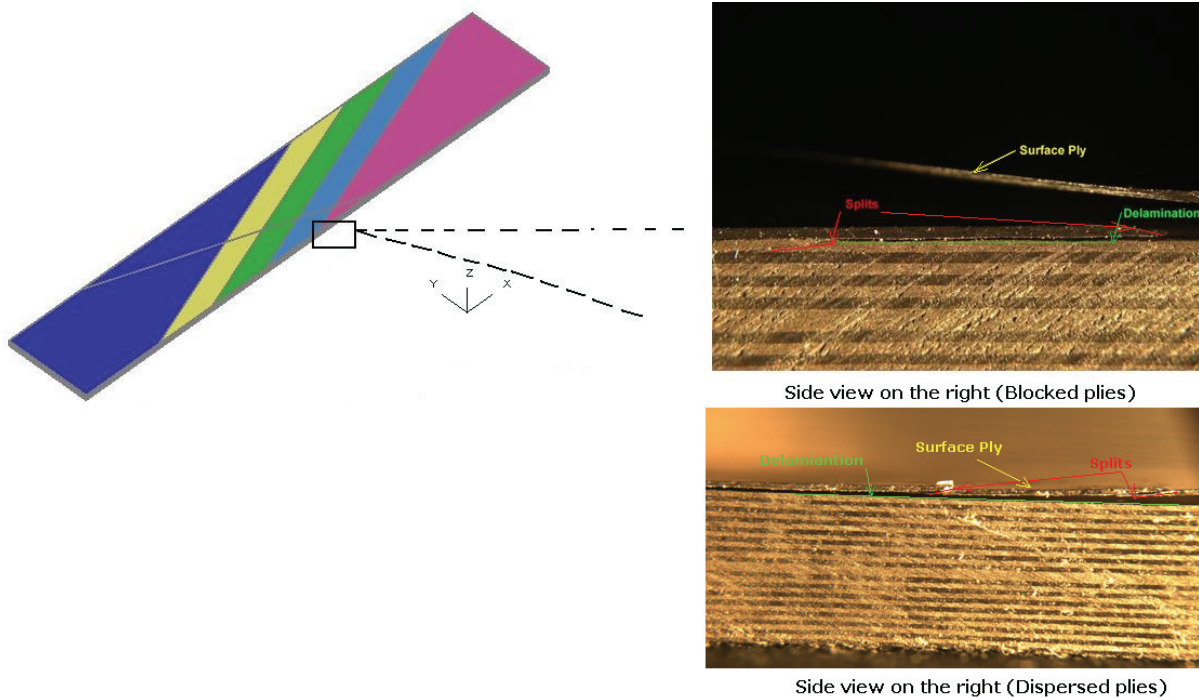 Y
Z
X
Surface Ply
Splits
Delamination
Side view on the right (Blocked plies)
Surface Ply
Delamilantion
Splits
Side view on the right (Dispersed plies)